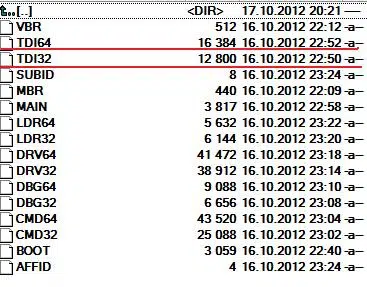 [..] <DIR> 17.10.2012 20:21 ----
VBR 512 16.10.2012 22:12 -a--
TDI64 16 384 16.10.2012 22:52 -a--
TDI32 12 800 16.10.2012 22:50 -a--
SUBID 8 16.10.2012 23:24 -a--
MBR 440 16.10.2012 22:09 -a--
MAIN 3 817 16.10.2012 22:58 -a--
LDR64 5 632 16.10.2012 23:22 -a--
LDR32 6 144 16.10.2012 23:20 -a--
DRV64 41 472 16.10.2012 23:18 -a--
DRV32 38 912 16.10.2012 23:14 -a--
DBG64 9 088 16.10.2012 23:10 -a--
DBG32 6 656 16.10.2012 23:08 -a--
CMD64 43 520 16.10.2012 23:04 -a--
CMD32 25 088 16.10.2012 23:02 -a--
BOOT 3 059 16.10.2012 22:40 -a--
AFFID 4 16.10.2012 23:24 -a--